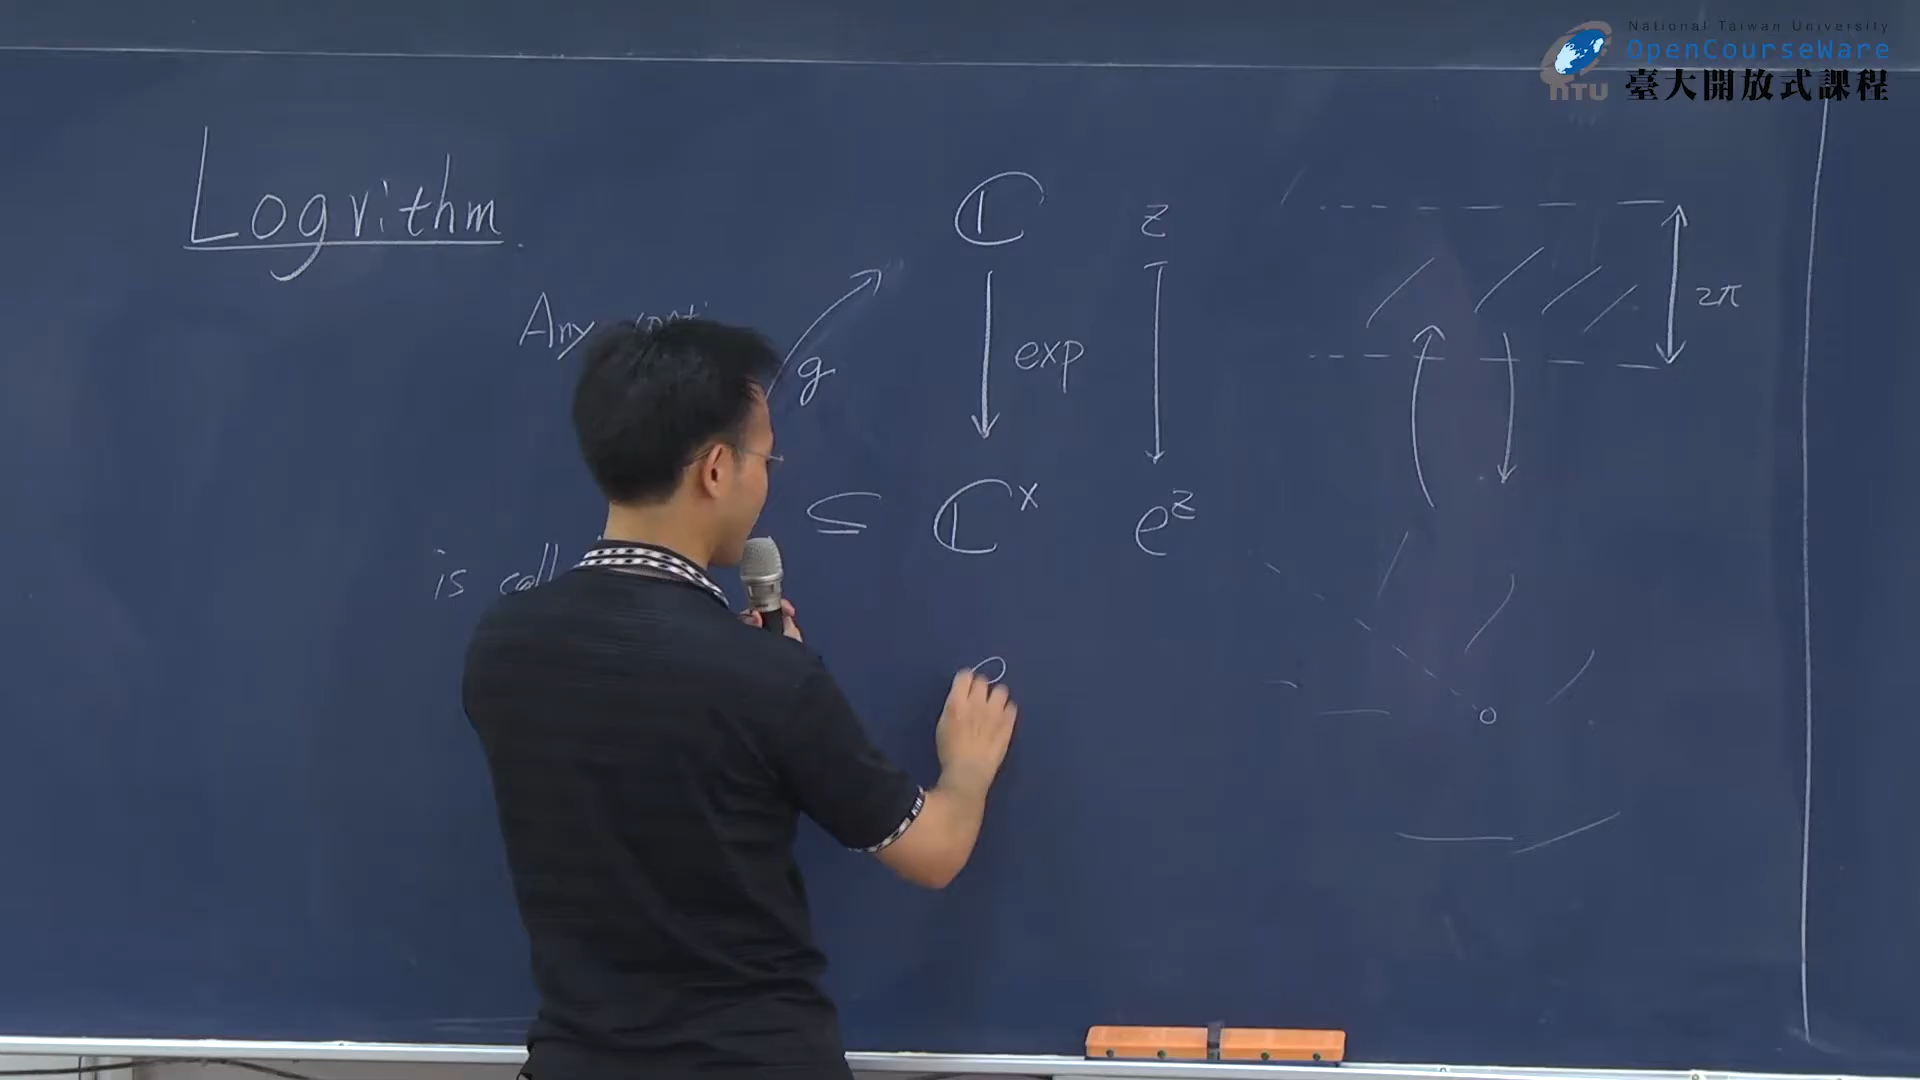 National Taiwan University
OpenCourseWare
NTU 臺大開放式課程
Logrithm.
ℂ z
2π
Any
g exp
⊆ ℂ^x e^z
is